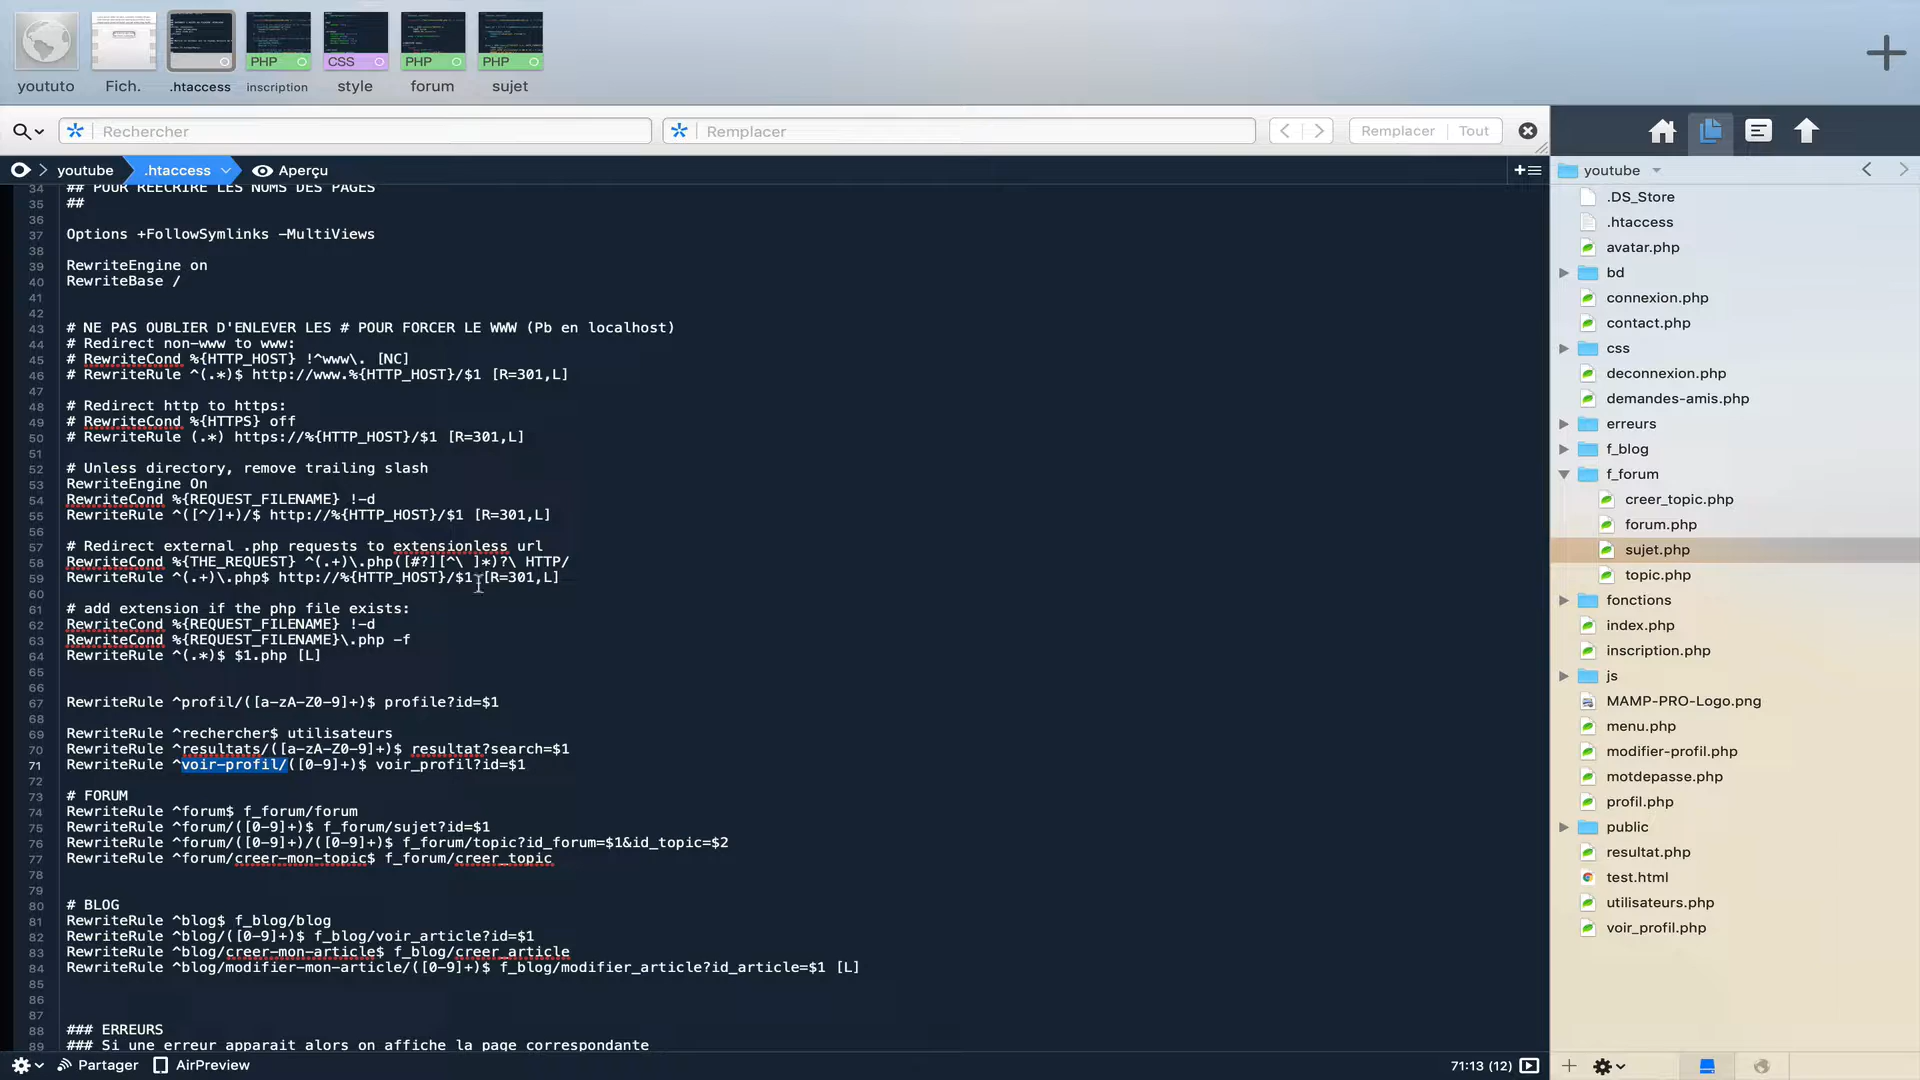 PHP
CSS
PHP
PHP
yoututo
Fich.
.htaccess
inscription
style
forum
sujet
Rechercher
Remplacer
Remplacer
Tout
youtube
.htaccess
Aperçu
34 ## POUR REECRIRE LES NOMS DES PAGES
35 ##
36
37 Options +FollowSymlinks -MultiViews
38
39 RewriteEngine on
40 RewriteBase /
41
42
43 # NE PAS OUBLIER D'ENLEVER LES # POUR FORCER LE WWW (Pb en localhost)
44 # Redirect non-www to www:
45 # RewriteCond %{HTTP_HOST} !^www\. [NC]
46 # RewriteRule ^(.*)$ http://www.%{HTTP_HOST}/$1 [R=301,L]
47
48 # Redirect http to https:
49 # RewriteCond %{HTTPS} off
50 # RewriteRule (.*) https://%{HTTP_HOST}/$1 [R=301,L]
51
52 # Unless directory, remove trailing slash
53 RewriteEngine On
54 RewriteCond %{REQUEST_FILENAME} !-d
55 RewriteRule ^([^/]+)/$ http://%{HTTP_HOST}/$1 [R=301,L]
56
57 # Redirect external .php requests to extensionless url
58 RewriteCond %{THE_REQUEST} ^(.+)\.php([#?][^\ ]*)?\ HTTP/
59 RewriteRule ^(.+)\.php$ http://%{HTTP_HOST}/$1 [R=301,L]
60
61 # add extension if the php file exists:
62 RewriteCond %{REQUEST_FILENAME} !-d
63 RewriteCond %{REQUEST_FILENAME}\.php -f
64 RewriteRule ^(.*)$ $1.php [L]
65
66
67 RewriteRule ^profil/([a-zA-Z0-9]+)$ profile?id=$1
68
69 RewriteRule ^rechercher$ utilisateurs
70 RewriteRule ^resultats/([a-zA-Z0-9]+)$ resultat?search=$1
71 RewriteRule ^voir-profil/([0-9]+)$ voir_profil?id=$1
72
73 # FORUM
74 RewriteRule ^forum$ f_forum/forum
75 RewriteRule ^forum/([0-9]+)$ f_forum/sujet?id=$1
76 RewriteRule ^forum/([0-9]+)/([0-9]+)$ f_forum/topic?id_forum=$1&id_topic=$2
77 RewriteRule ^forum/creer-mon-topic$ f_forum/creer_topic
78
79
80 # BLOG
81 RewriteRule ^blog$ f_blog/blog
82 RewriteRule ^blog/([0-9]+)$ f_blog/voir_article?id=$1
83 RewriteRule ^blog/creer-mon-article$ f_blog/creer_article
84 RewriteRule ^blog/modifier-mon-article/([0-9]+)$ f_blog/modifier_article?id_article=$1 [L]
85
86
87
88 ### ERREURS
89 ### Si une erreur apparait alors on affiche la page correspondante
Partager
AirPreview
71:13 (12)
youtube
.DS_Store
.htaccess
avatar.php
bd
connexion.php
contact.php
css
deconnexion.php
demandes-amis.php
erreurs
f_blog
f_forum
creer_topic.php
forum.php
sujet.php
topic.php
fonctions
index.php
inscription.php
js
MAMP-PRO-Logo.png
menu.php
modifier-profil.php
motdepasse.php
profil.php
public
resultat.php
test.html
utilisateurs.php
voir_profil.php